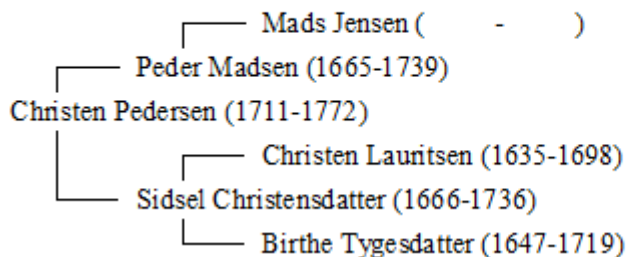 Mads Jensen ( - )
Peder Madsen (1665-1739)
Christen Pedersen (1711-1772)
Christen Lauritsen (1635-1698)
Sidsel Christensdatter (1666-1736)
Birthe Tygesdatter (1647-1719)